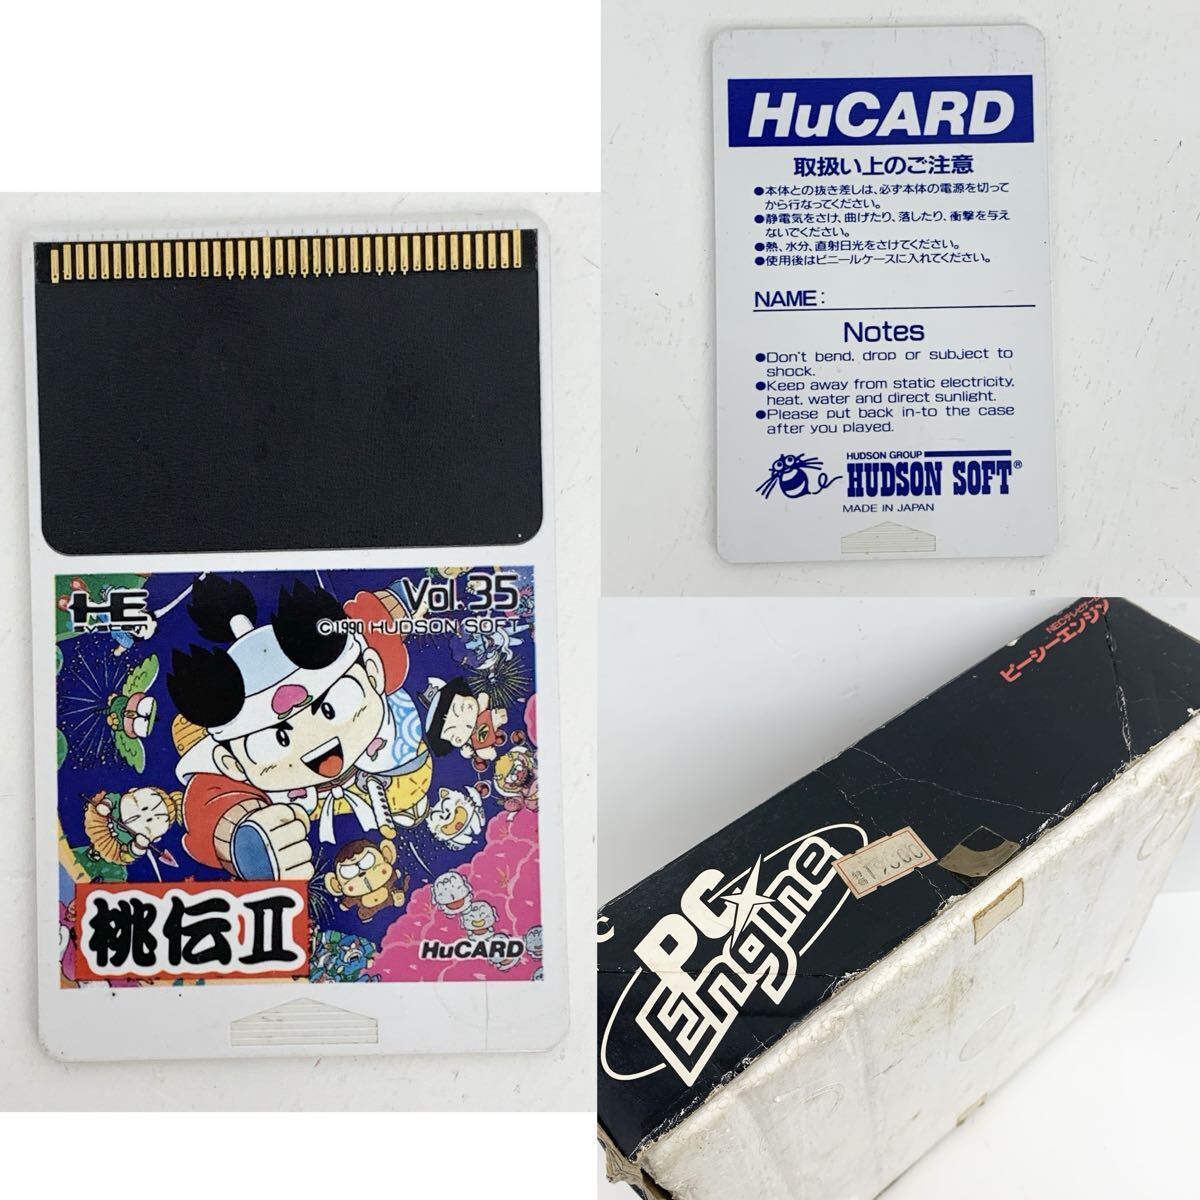 HE
system
Vol.35
©1990 HUDSON SOFT
桃伝II
HuCARD
HuCARD
取扱い上のご注意
●本体との抜き差しは、必ず本体の電源を切って
から行なってください。
●静電気をさけ、曲げたり、落したり、衝撃を与え
ないでください。
●熱、水分、直射日光をさけてください。
●使用後はビニールケースに入れてください。
NAME:
Notes
●Don't bend, drop or subject to
shock.
●Keep away from static electricity,
heat, water and direct sunlight.
●Please put back in-to the case
after you played.
HUDSON GROUP
HUDSON SOFT®
MADE IN JAPAN
ピーシーエンジン
PC Engine